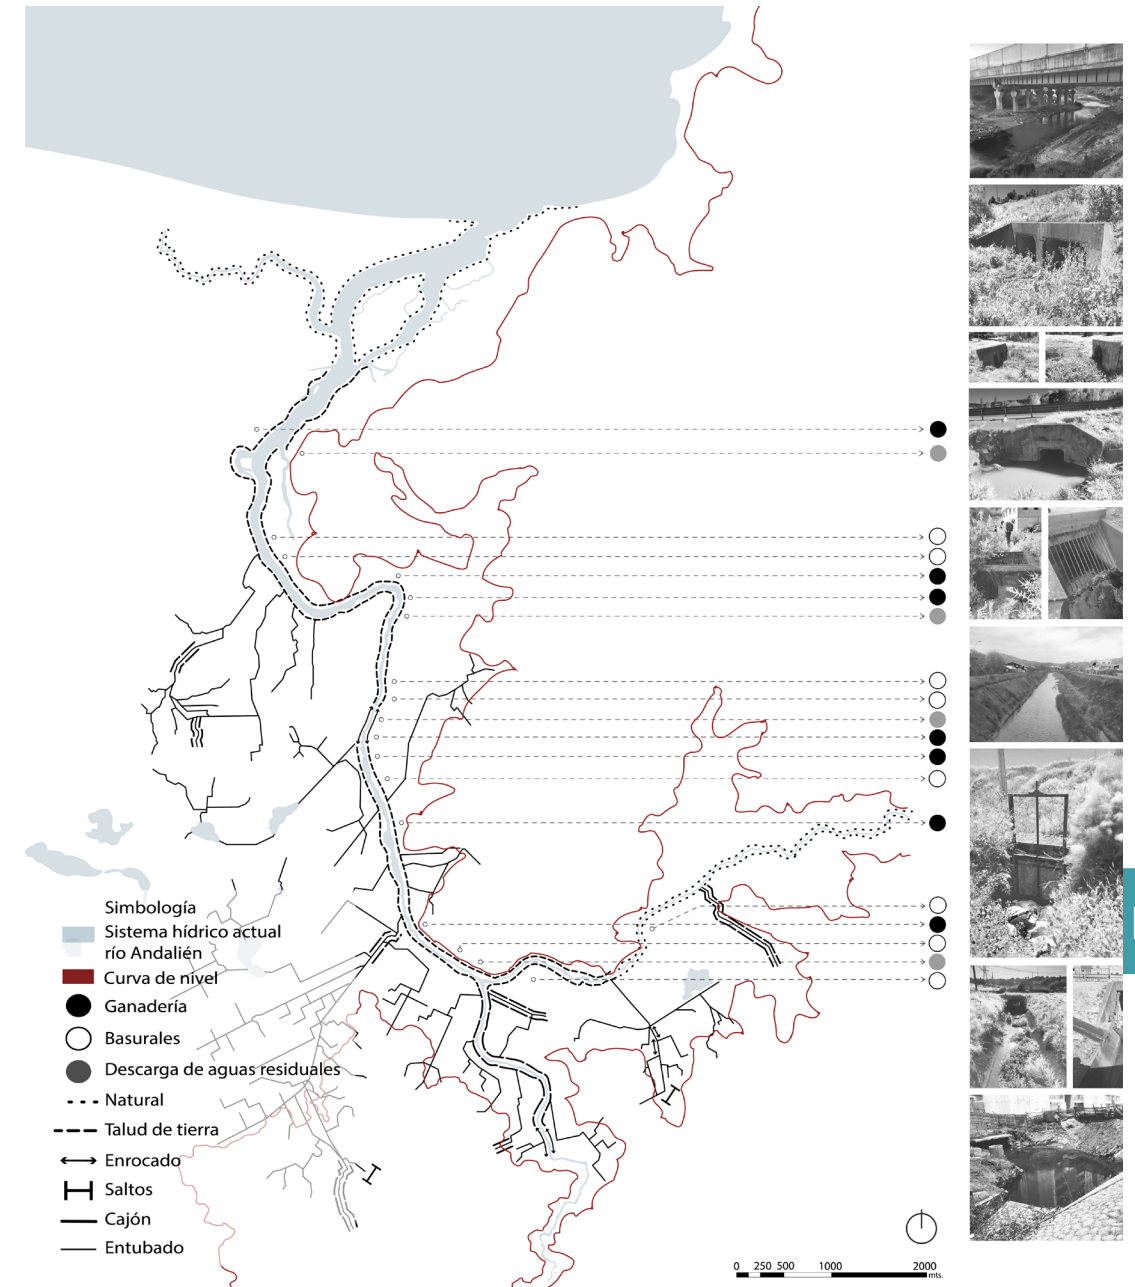 Simbología
Sistema hídrico actual
río Andalién
Curva de nivel
Ganadería
Basurales
Descarga de aguas residuales
Natural
Talud de tierra
Enrocado
Saltos
Cajón
Entubado
0 250 500 1000 2000
mts.